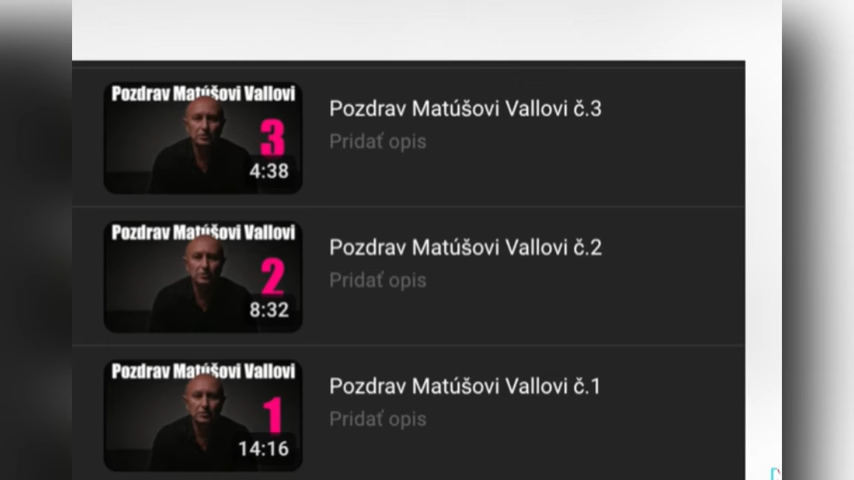 Pozdrav Matúšovi Vallovi
3
4:38
Pozdrav Matúšovi Vallovi č.3
Pridať opis
Pozdrav Matúšovi Vallovi
2
8:32
Pozdrav Matúšovi Vallovi č.2
Pridať opis
Pozdrav Matúšovi Vallovi
1
14:16
Pozdrav Matúšovi Vallovi č.1
Pridať opis